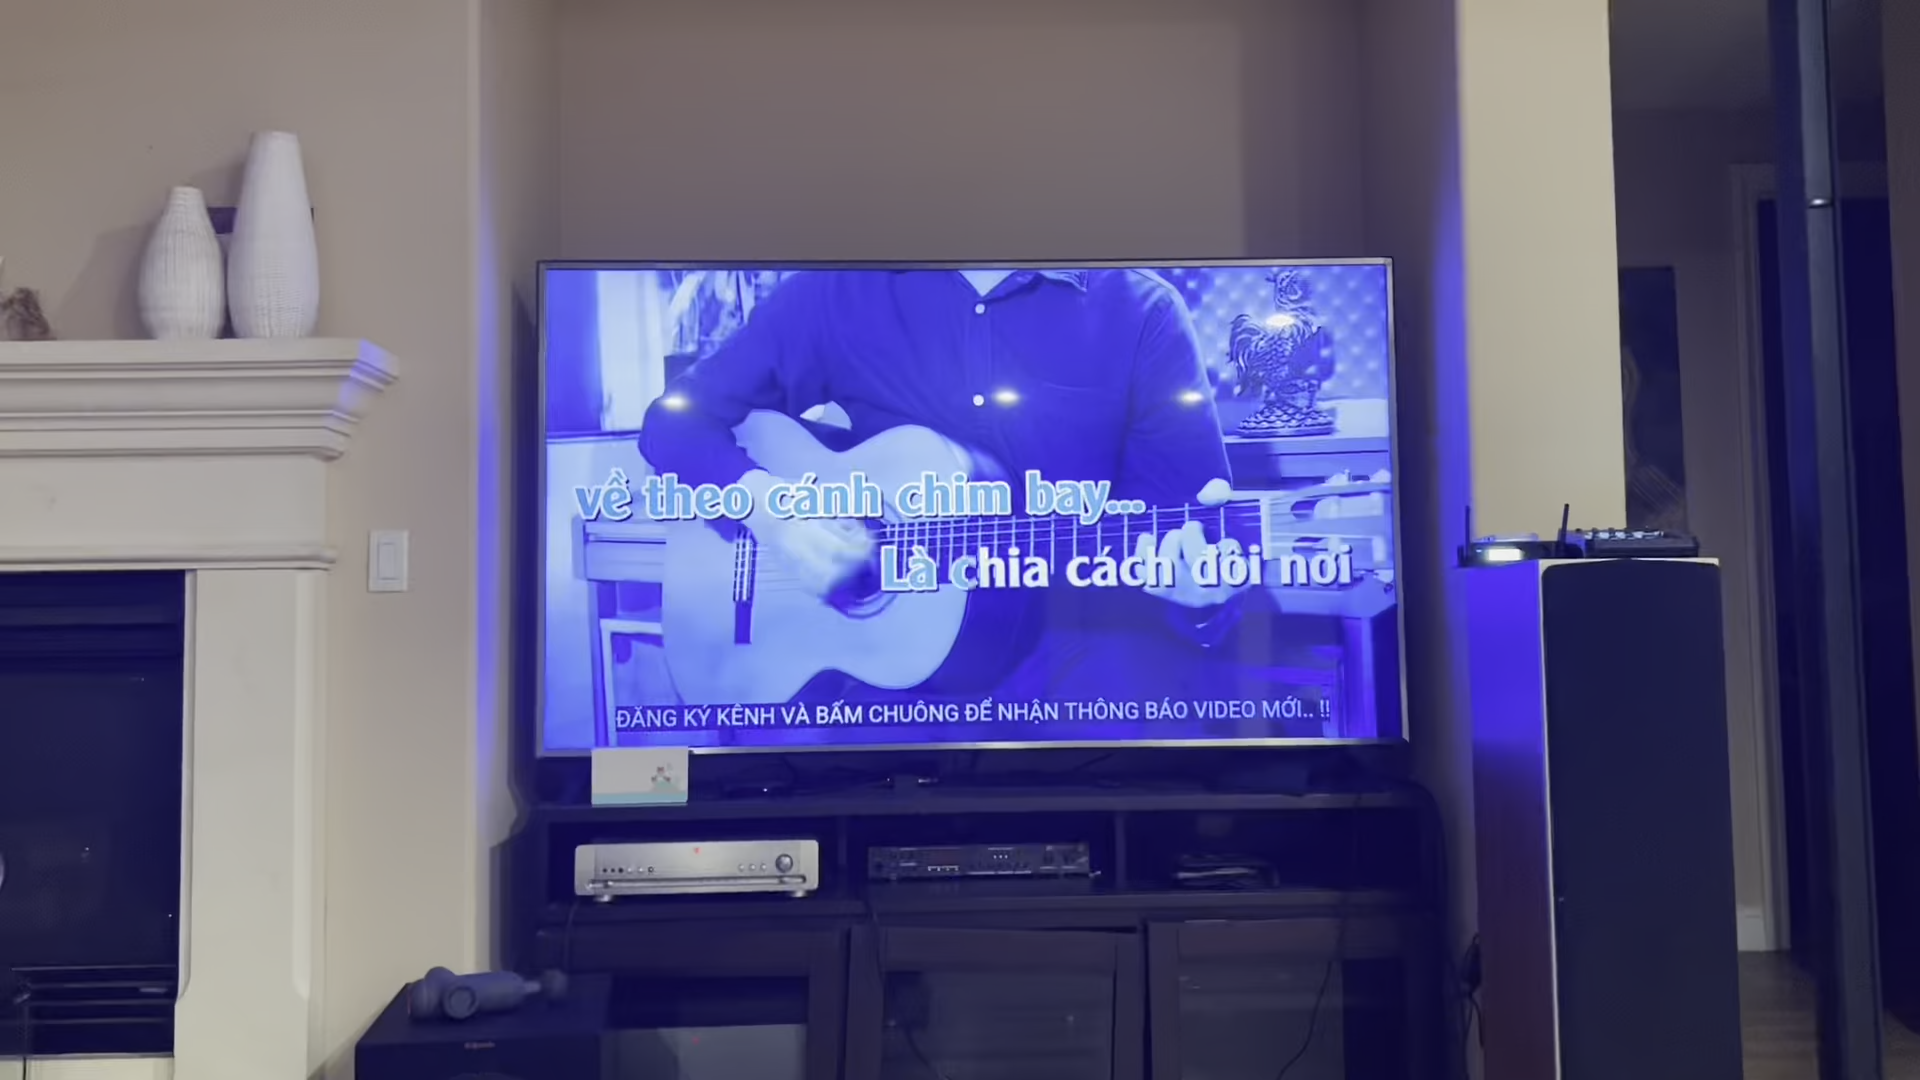 về theo cánh chim bay...
Là chia cách đôi nơi
ĐĂNG KÝ KÊNH VÀ BẤM CHUÔNG ĐỂ NHẬN THÔNG BÁO VIDEO MỚI.. !!